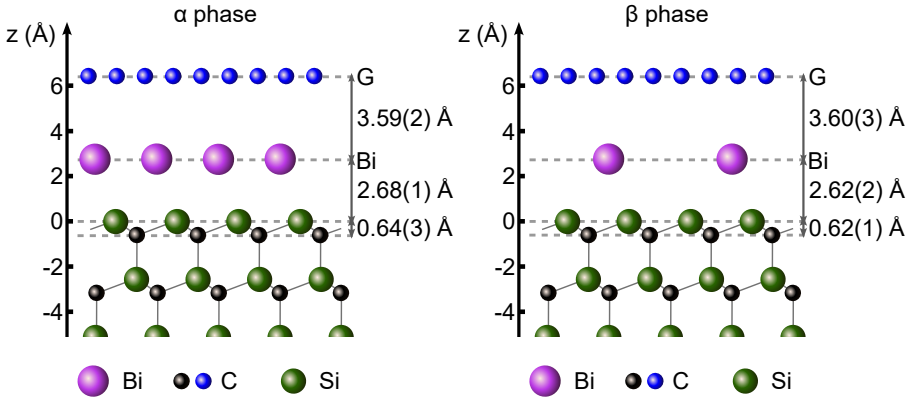 α phase
z (Å)
6
4
2
0
-2
-4
G
3.59(2) Å
Bi
2.68(1) Å
0.64(3) Å
Bi
C
Si
β phase
z (Å)
6
4
2
0
-2
-4
G
3.60(3) Å
Bi
2.62(2) Å
0.62(1) Å
Bi
C
Si